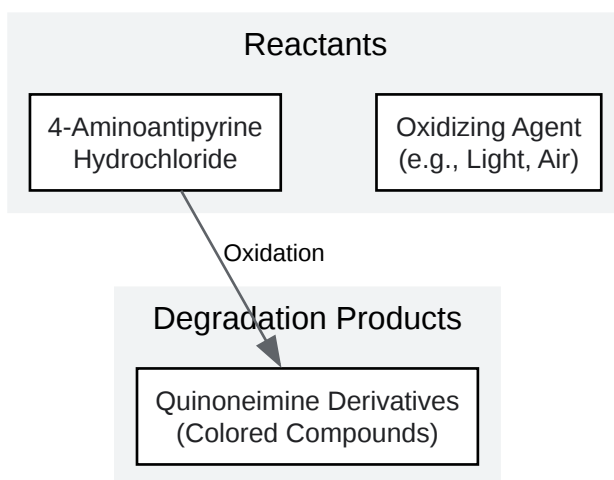 Reactants
4-Aminoantipyrine
Hydrochloride
Oxidizing Agent
(e.g., Light, Air)
Oxidation
Degradation Products
Quinoneimine Derivatives
(Colored Compounds)